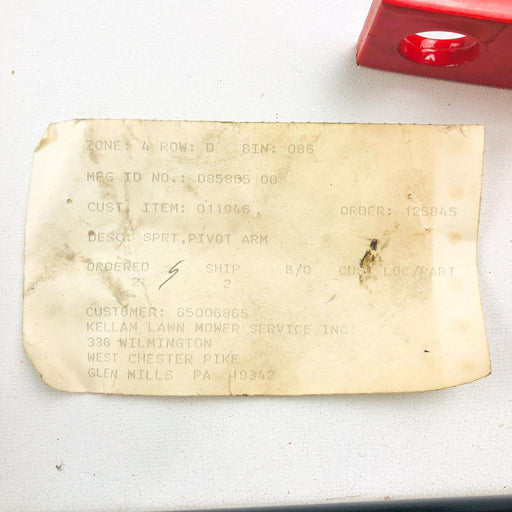 ZONE: 4 ROW: D BIN: 086
MFG ID NO.: 085885 00
CUST. ITEM: 011946 ORDER: 125845
DESC: SPRT,PIVOT ARM
ORDERED SHIP B/O CUS LOC/PART
2 2
CUSTOMER: 65006865
KELLAM LAWN MOWER SERVICE INC
336 WILMINGTON
WEST CHESTER PIKE
GLEN MILLS PA 19342